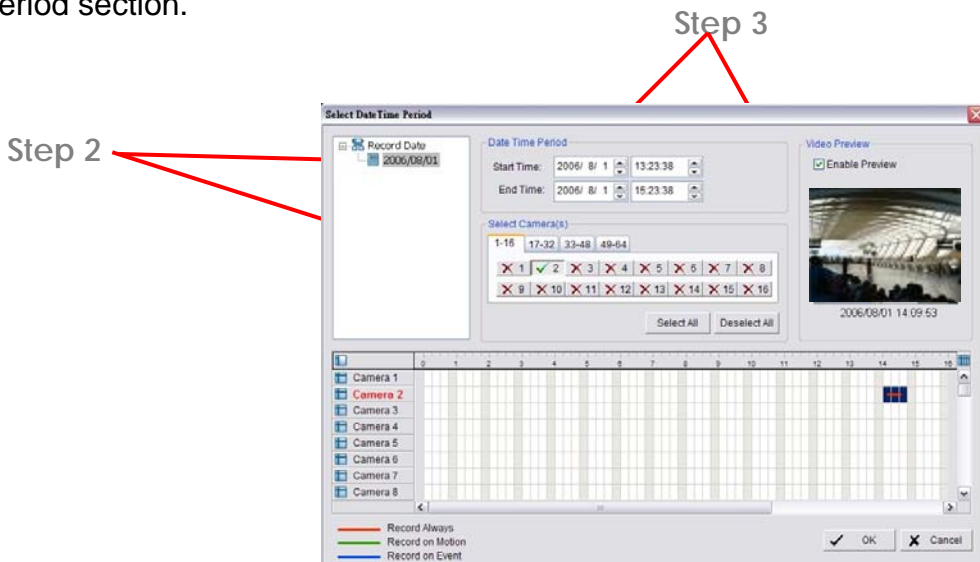 eriod section.
Step 3
Step 2
Select DateTime Period
Record Date
2006/08/01
Date Time Period
Start Time: 2006/ 8/ 1 13:23:38
End Time: 2006/ 8/ 1 15:23:38
Select Camera(s)
1-16 17-32 33-48 49-64
1 2 3 4 5 6 7 8
9 10 11 12 13 14 15 16
Select All Deselect All
Video Preview
Enable Preview
2006/08/01 14:09:53
0 1 2 3 4 5 6 7 8 9 10 11 12 13 14 15 16
Camera 1
Camera 2
Camera 3
Camera 4
Camera 5
Camera 6
Camera 7
Camera 8
Record Always
Record on Motion
Record on Event
OK Cancel